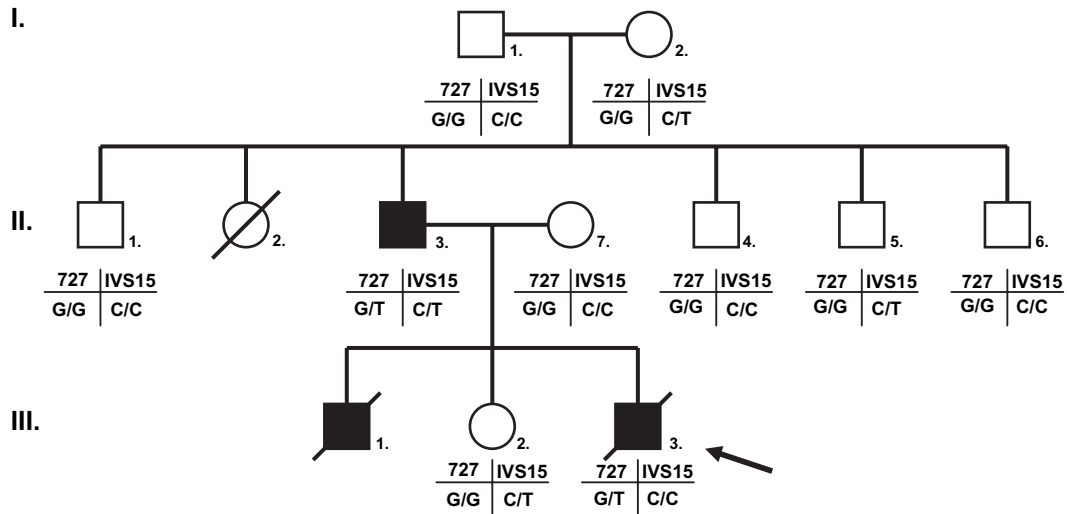 I.
1. 2.
727 IVS15 727 IVS15
G/G C/C G/G C/T
II.
1. 2. 3. 7. 4. 5. 6.
727 IVS15 727 IVS15 727 IVS15 727 IVS15 727 IVS15 727 IVS15
G/G C/C G/T C/T G/G C/C G/G C/C G/G C/T G/G C/C
III.
1. 2. 3.
727 IVS15 727 IVS15
G/G C/T G/T C/C